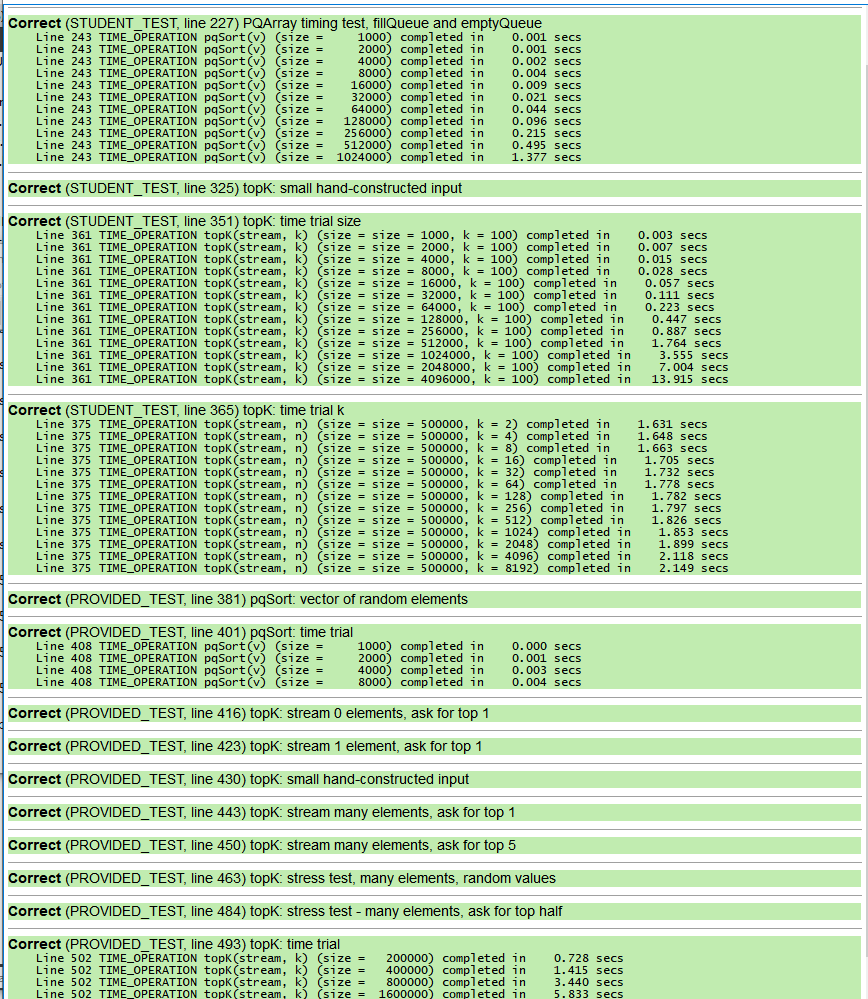 Correct (STUDENT_TEST, line 227) PQArray timing test, fillQueue and emptyQueue
Line 243 TIME_OPERATION pqSort(v) (size =     1000) completed in    0.001 secs
Line 243 TIME_OPERATION pqSort(v) (size =     2000) completed in    0.001 secs
Line 243 TIME_OPERATION pqSort(v) (size =     4000) completed in    0.002 secs
Line 243 TIME_OPERATION pqSort(v) (size =     8000) completed in    0.004 secs
Line 243 TIME_OPERATION pqSort(v) (size =    16000) completed in    0.009 secs
Line 243 TIME_OPERATION pqSort(v) (size =    32000) completed in    0.021 secs
Line 243 TIME_OPERATION pqSort(v) (size =    64000) completed in    0.044 secs
Line 243 TIME_OPERATION pqSort(v) (size =   128000) completed in    0.096 secs
Line 243 TIME_OPERATION pqSort(v) (size =   256000) completed in    0.215 secs
Line 243 TIME_OPERATION pqSort(v) (size =   512000) completed in    0.495 secs
Line 243 TIME_OPERATION pqSort(v) (size =  1024000) completed in    1.377 secs
Correct (STUDENT_TEST, line 325) topK: small hand-constructed input
Correct (STUDENT_TEST, line 351) topK: time trial size
Line 361 TIME_OPERATION topK(stream, k) (size = size = 1000, k = 100) completed in    0.003 secs
Line 361 TIME_OPERATION topK(stream, k) (size = size = 2000, k = 100) completed in    0.007 secs
Line 361 TIME_OPERATION topK(stream, k) (size = size = 4000, k = 100) completed in    0.015 secs
Line 361 TIME_OPERATION topK(stream, k) (size = size = 8000, k = 100) completed in    0.028 secs
Line 361 TIME_OPERATION topK(stream, k) (size = size = 16000, k = 100) completed in    0.057 secs
Line 361 TIME_OPERATION topK(stream, k) (size = size = 32000, k = 100) completed in    0.111 secs
Line 361 TIME_OPERATION topK(stream, k) (size = size = 64000, k = 100) completed in    0.223 secs
Line 361 TIME_OPERATION topK(stream, k) (size = size = 128000, k = 100) completed in    0.447 secs
Line 361 TIME_OPERATION topK(stream, k) (size = size = 256000, k = 100) completed in    0.887 secs
Line 361 TIME_OPERATION topK(stream, k) (size = size = 512000, k = 100) completed in    1.764 secs
Line 361 TIME_OPERATION topK(stream, k) (size = size = 1024000, k = 100) completed in    3.555 secs
Line 361 TIME_OPERATION topK(stream, k) (size = size = 2048000, k = 100) completed in    7.004 secs
Line 361 TIME_OPERATION topK(stream, k) (size = size = 4096000, k = 100) completed in   13.915 secs
Correct (STUDENT_TEST, line 365) topK: time trial k
Line 375 TIME_OPERATION topK(stream, n) (size = size = 500000, k = 2) completed in    1.631 secs
Line 375 TIME_OPERATION topK(stream, n) (size = size = 500000, k = 4) completed in    1.648 secs
Line 375 TIME_OPERATION topK(stream, n) (size = size = 500000, k = 8) completed in    1.663 secs
Line 375 TIME_OPERATION topK(stream, n) (size = size = 500000, k = 16) completed in    1.705 secs
Line 375 TIME_OPERATION topK(stream, n) (size = size = 500000, k = 32) completed in    1.732 secs
Line 375 TIME_OPERATION topK(stream, n) (size = size = 500000, k = 64) completed in    1.778 secs
Line 375 TIME_OPERATION topK(stream, n) (size = size = 500000, k = 128) completed in    1.782 secs
Line 375 TIME_OPERATION topK(stream, n) (size = size = 500000, k = 256) completed in    1.797 secs
Line 375 TIME_OPERATION topK(stream, n) (size = size = 500000, k = 512) completed in    1.826 secs
Line 375 TIME_OPERATION topK(stream, n) (size = size = 500000, k = 1024) completed in    1.853 secs
Line 375 TIME_OPERATION topK(stream, n) (size = size = 500000, k = 2048) completed in    1.899 secs
Line 375 TIME_OPERATION topK(stream, n) (size = size = 500000, k = 4096) completed in    2.118 secs
Line 375 TIME_OPERATION topK(stream, n) (size = size = 500000, k = 8192) completed in    2.149 secs
Correct (PROVIDED_TEST, line 381) pqSort: vector of random elements
Correct (PROVIDED_TEST, line 401) pqSort: time trial
Line 408 TIME_OPERATION pqSort(v) (size =     1000) completed in    0.000 secs
Line 408 TIME_OPERATION pqSort(v) (size =     2000) completed in    0.001 secs
Line 408 TIME_OPERATION pqSort(v) (size =     4000) completed in    0.003 secs
Line 408 TIME_OPERATION pqSort(v) (size =     8000) completed in    0.004 secs
Correct (PROVIDED_TEST, line 416) topK: stream 0 elements, ask for top 1
Correct (PROVIDED_TEST, line 423) topK: stream 1 element, ask for top 1
Correct (PROVIDED_TEST, line 430) topK: small hand-constructed input
Correct (PROVIDED_TEST, line 443) topK: stream many elements, ask for top 1
Correct (PROVIDED_TEST, line 450) topK: stream many elements, ask for top 5
Correct (PROVIDED_TEST, line 463) topK: stress test, many elements, random values
Correct (PROVIDED_TEST, line 484) topK: stress test - many elements, ask for top half
Correct (PROVIDED_TEST, line 493) topK: time trial
Line 502 TIME_OPERATION topK(stream, k) (size =   200000) completed in    0.728 secs
Line 502 TIME_OPERATION topK(stream, k) (size =   400000) completed in    1.415 secs
Line 502 TIME_OPERATION topK(stream, k) (size =   800000) completed in    3.440 secs
Line 502 TIME_OPERATION topK(stream, k) (size =  1600000) completed in    5.833 secs